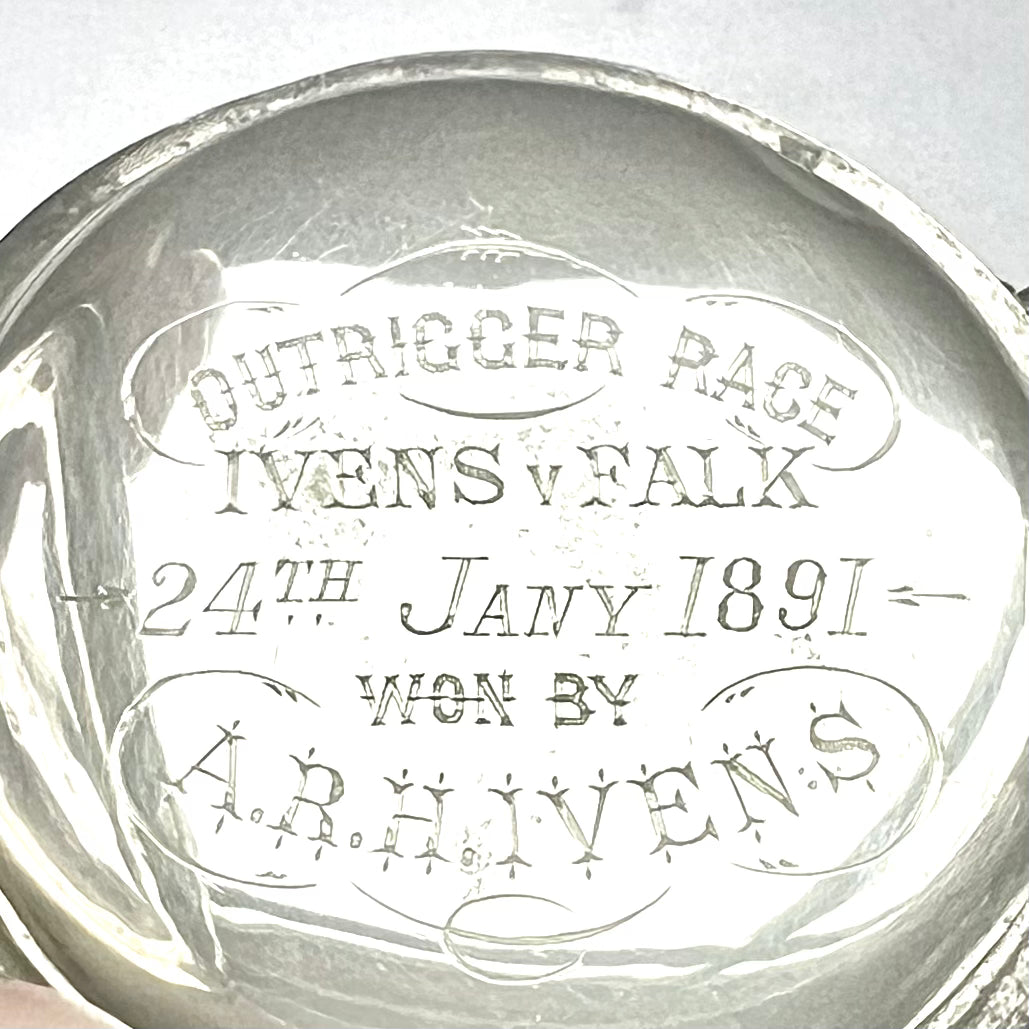 OUTRIGGER RACE
IVENS v FALK
24TH JANY 1891
WON BY
A.R.H.IVENS